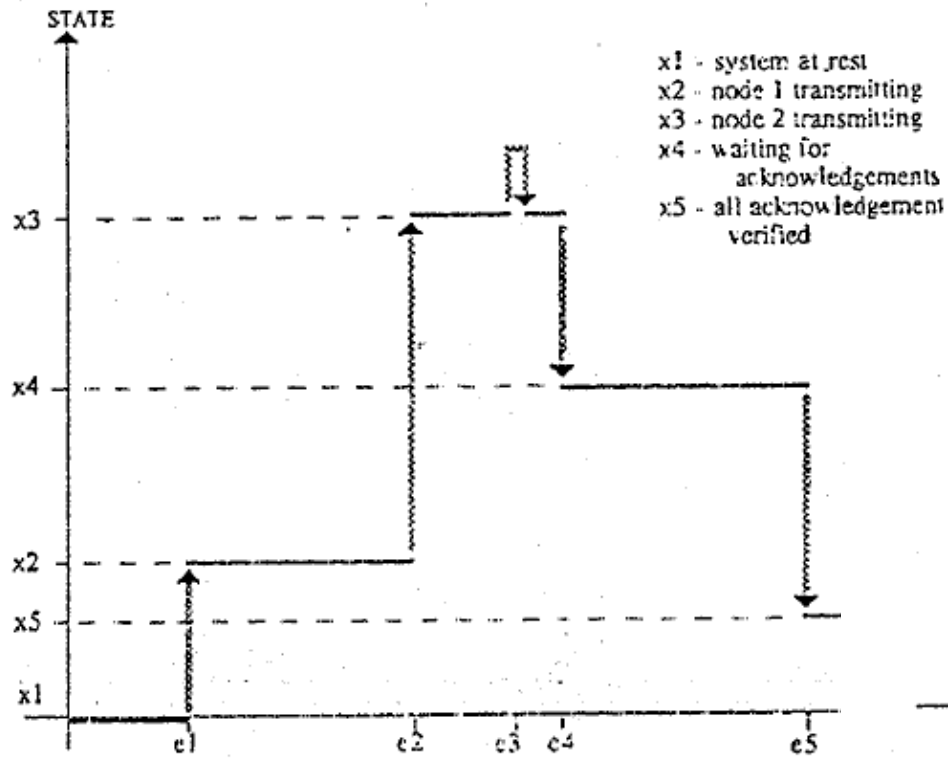 STATE
x1 - system at rest
x2 - node 1 transmitting
x3 - node 2 transmitting
x4 - waiting for
acknowledgements
x5 - all acknowledgement
verified
x3
x4
x2
x5
x1
e1
e2
e3
e4
e5